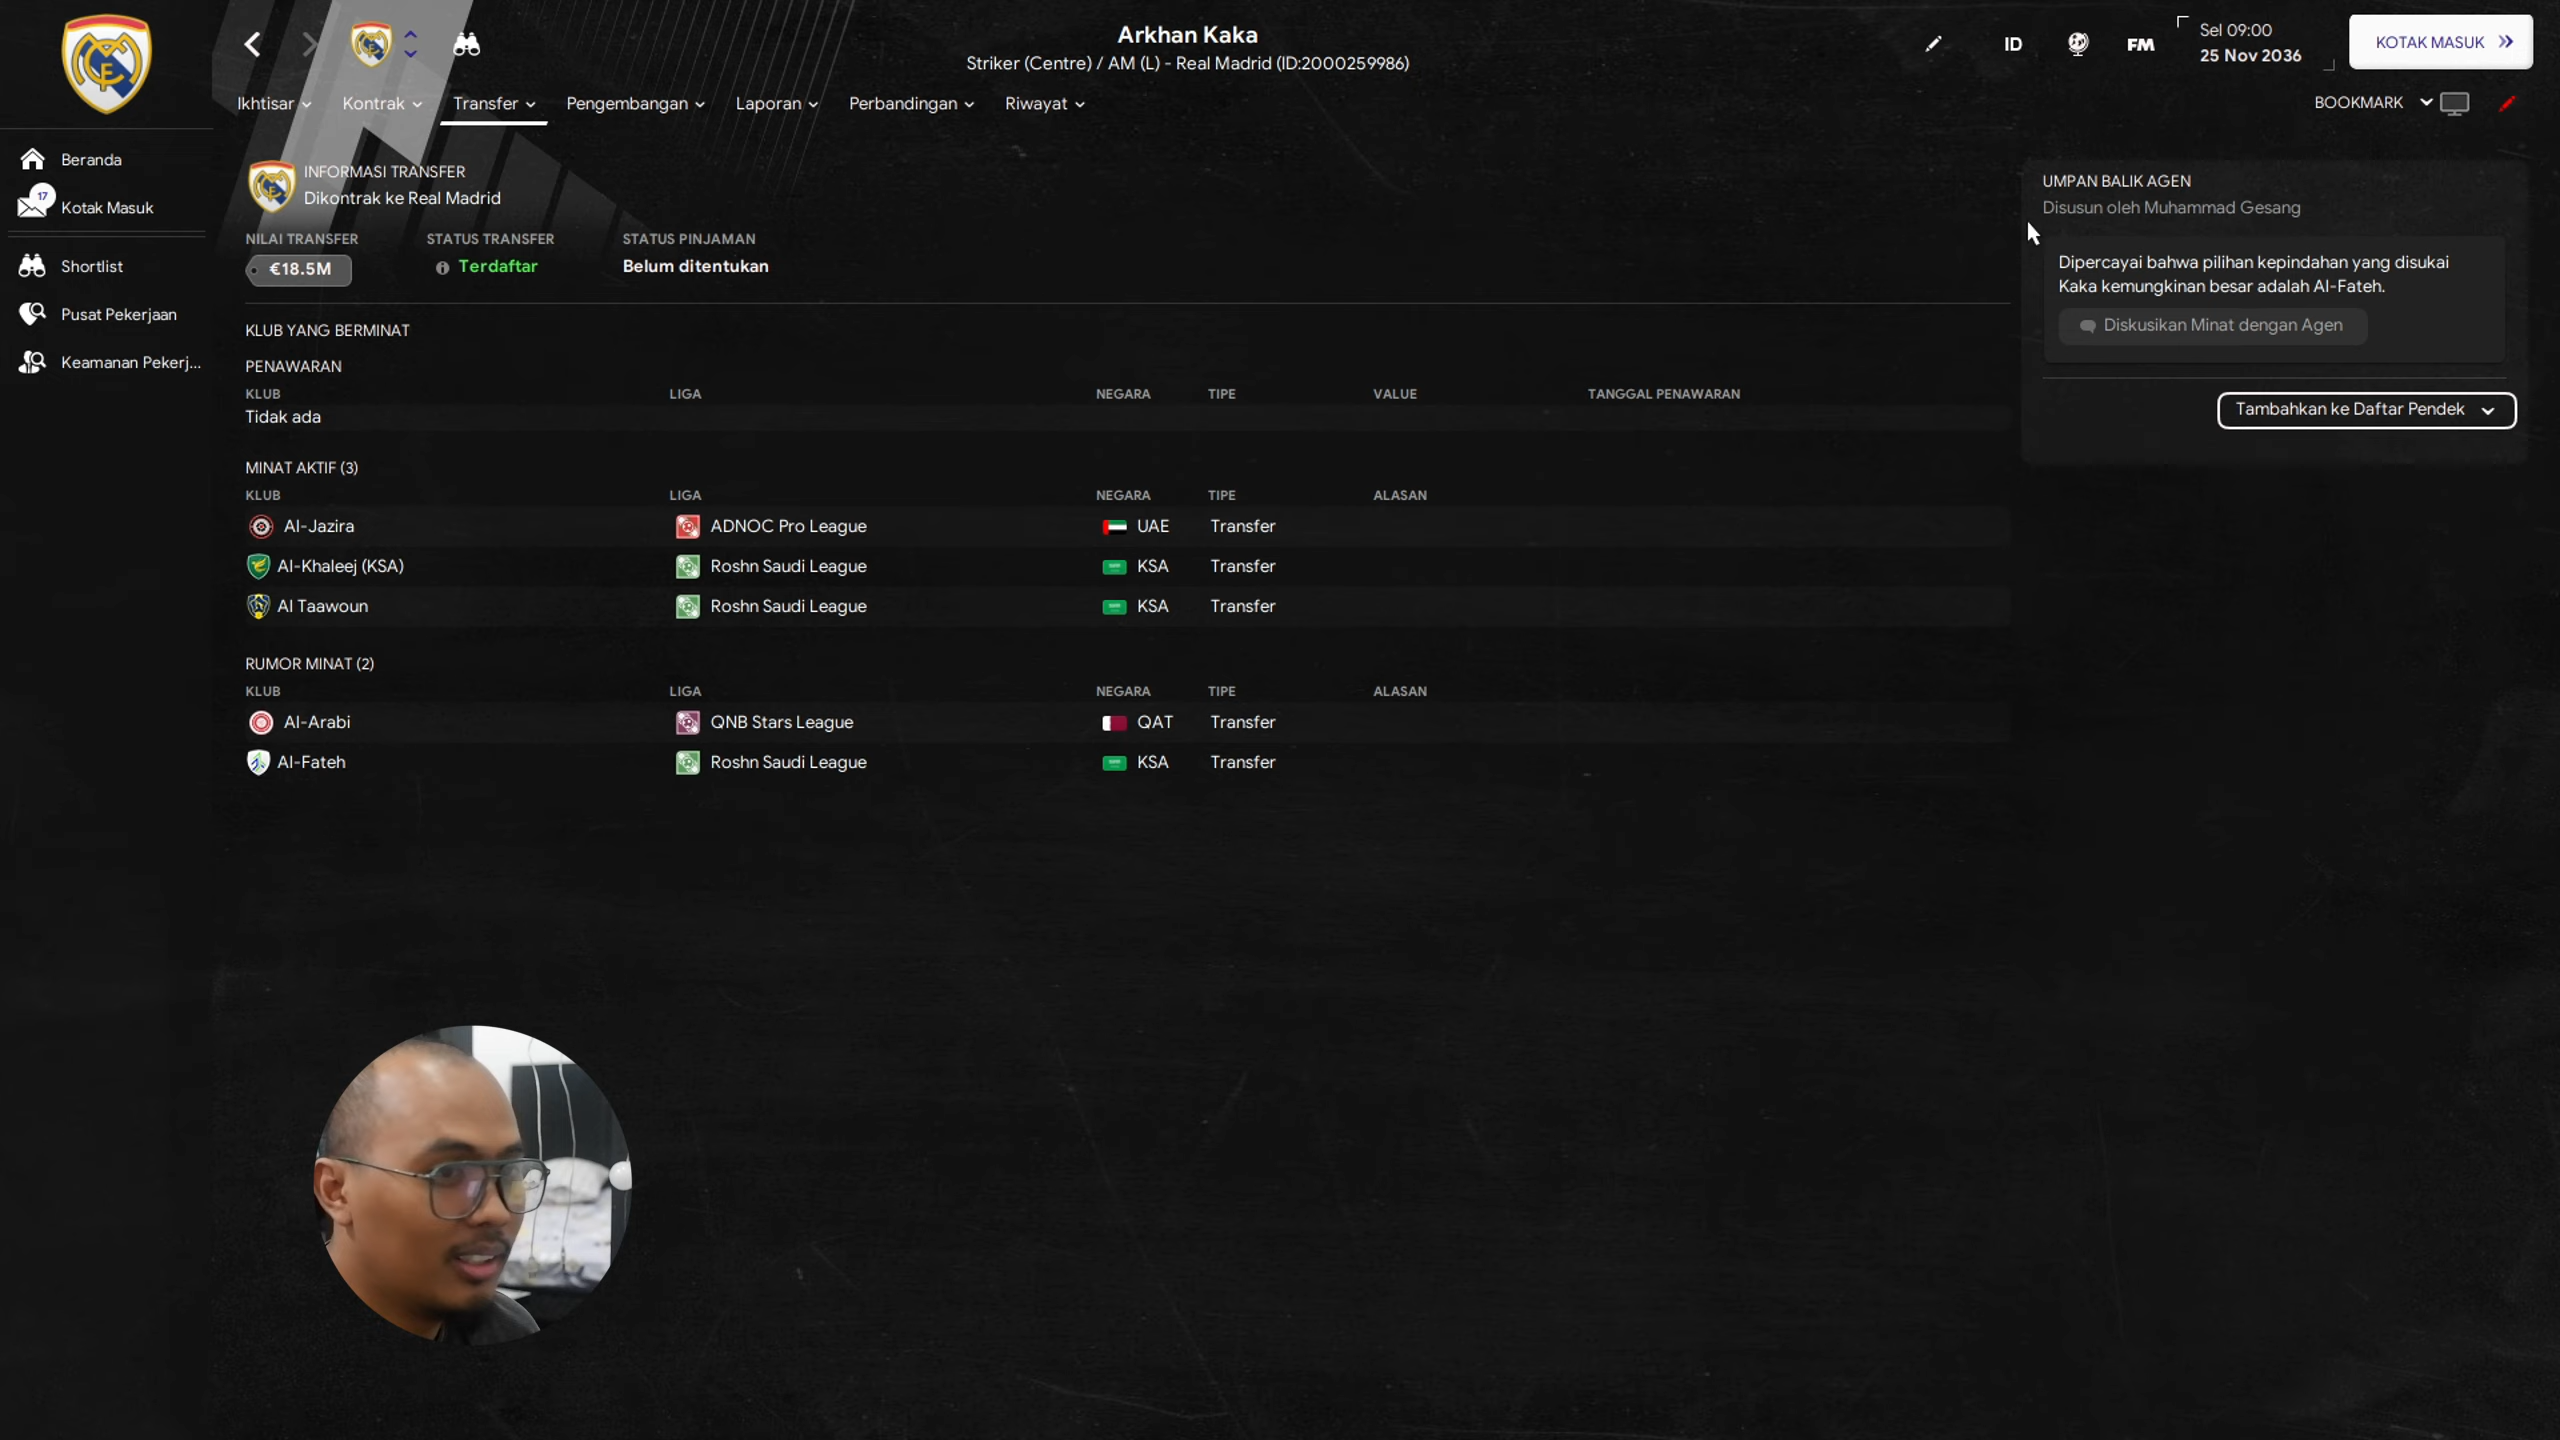 Arkhan Kaka
Striker (Centre) / AM (L) - Real Madrid (ID:2000259986)
ID
FM
Sel 09:00
25 Nov 2036
KOTAK MASUK
Ikhtisar
Kontrak
Transfer
Pengembangan
Laporan
Perbandingan
Riwayat
BOOKMARK
Beranda
17
Kotak Masuk
Shortlist
Pusat Pekerjaan
Keamanan Pekerj...
INFORMASI TRANSFER
Dikontrak ke Real Madrid
NILAI TRANSFER STATUS TRANSFER STATUS PINJAMAN
€18.5M Terdaftar Belum ditentukan
KLUB YANG BERMINAT
PENAWARAN
KLUB LIGA NEGARA TIPE VALUE TANGGAL PENAWARAN
Tidak ada
MINAT AKTIF (3)
KLUB LIGA NEGARA TIPE ALASAN
Al-Jazira ADNOC Pro League UAE Transfer
Al-Khaleej (KSA) Roshn Saudi League KSA Transfer
Al Taawoun Roshn Saudi League KSA Transfer
RUMOR MINAT (2)
KLUB LIGA NEGARA TIPE ALASAN
Al-Arabi QNB Stars League QAT Transfer
Al-Fateh Roshn Saudi League KSA Transfer
UMPAN BALIK AGEN
Disusun oleh Muhammad Gesang
Dipercayai bahwa pilihan kepindahan yang disukai
Kaka kemungkinan besar adalah Al-Fateh.
Diskusikan Minat dengan Agen
Tambahkan ke Daftar Pendek